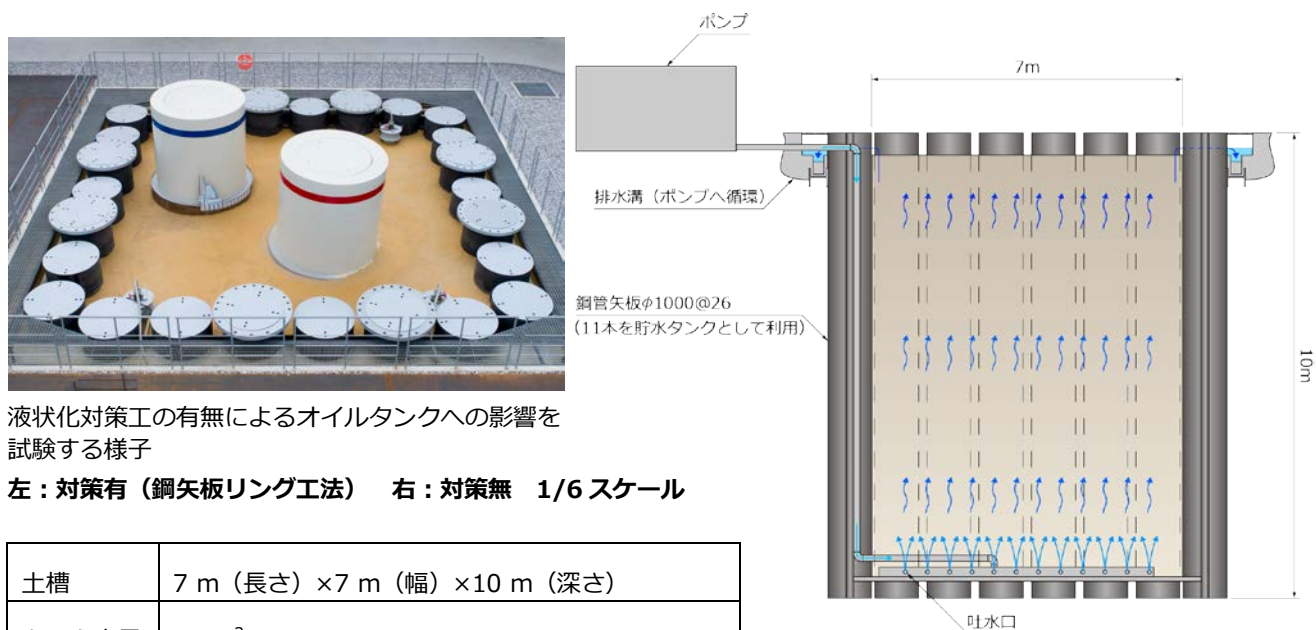 ポンプ
7m
排水溝（ポンプへ循環）
鋼管矢板φ1000@26
（11本を貯水タンクとして利用）
10m
吐水口
液状化対策工の有無によるオイルタンクへの影響を
試験する様子
左：対策有（鋼矢板リング工法）　右：対策無　1/6 スケール
土槽
7 m（長さ）×7 m（幅）×10 m（深さ）